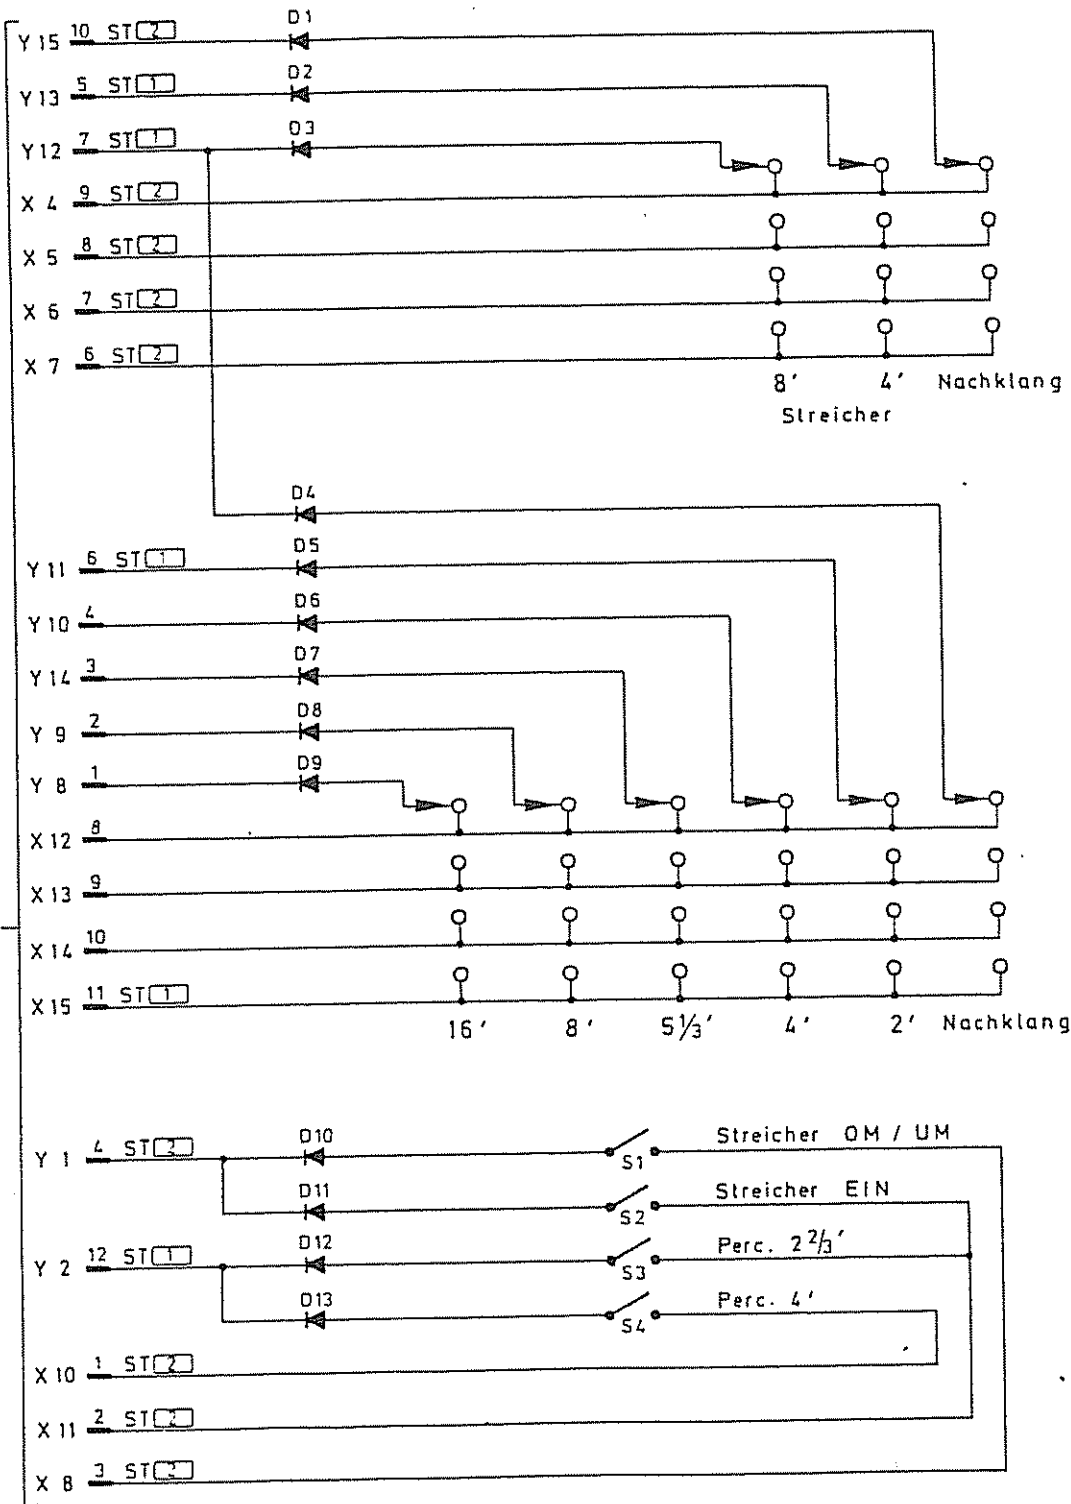 D1
Y 15 10 ST 2
D2
Y 13 5 ST 1
D3
Y12 7 ST 1
X 4 9 ST 2
X 5 8 ST 2
X 6 7 ST 2
X 7 6 ST 2
8' 4' Nachklang
Streicher
D4
D5
Y 11 6 ST 1
D6
Y 10 4
D7
Y 14 3
D8
Y 9 2
D9
Y 8 1
X 12 8
X 13 9
X 14 10
X 15 11 ST 1
16' 8' 5 1/3' 4' 2' Nachklang
D10 Streicher OM / UM
Y 1 4 ST 2 S1
D11 Streicher EIN
S2
D12 Perc. 2 2/3'
Y 2 12 ST 1 S3
D13 Perc. 4'
S4
X 10 1 ST 2
X 11 2 ST 2
X 8 3 ST 2